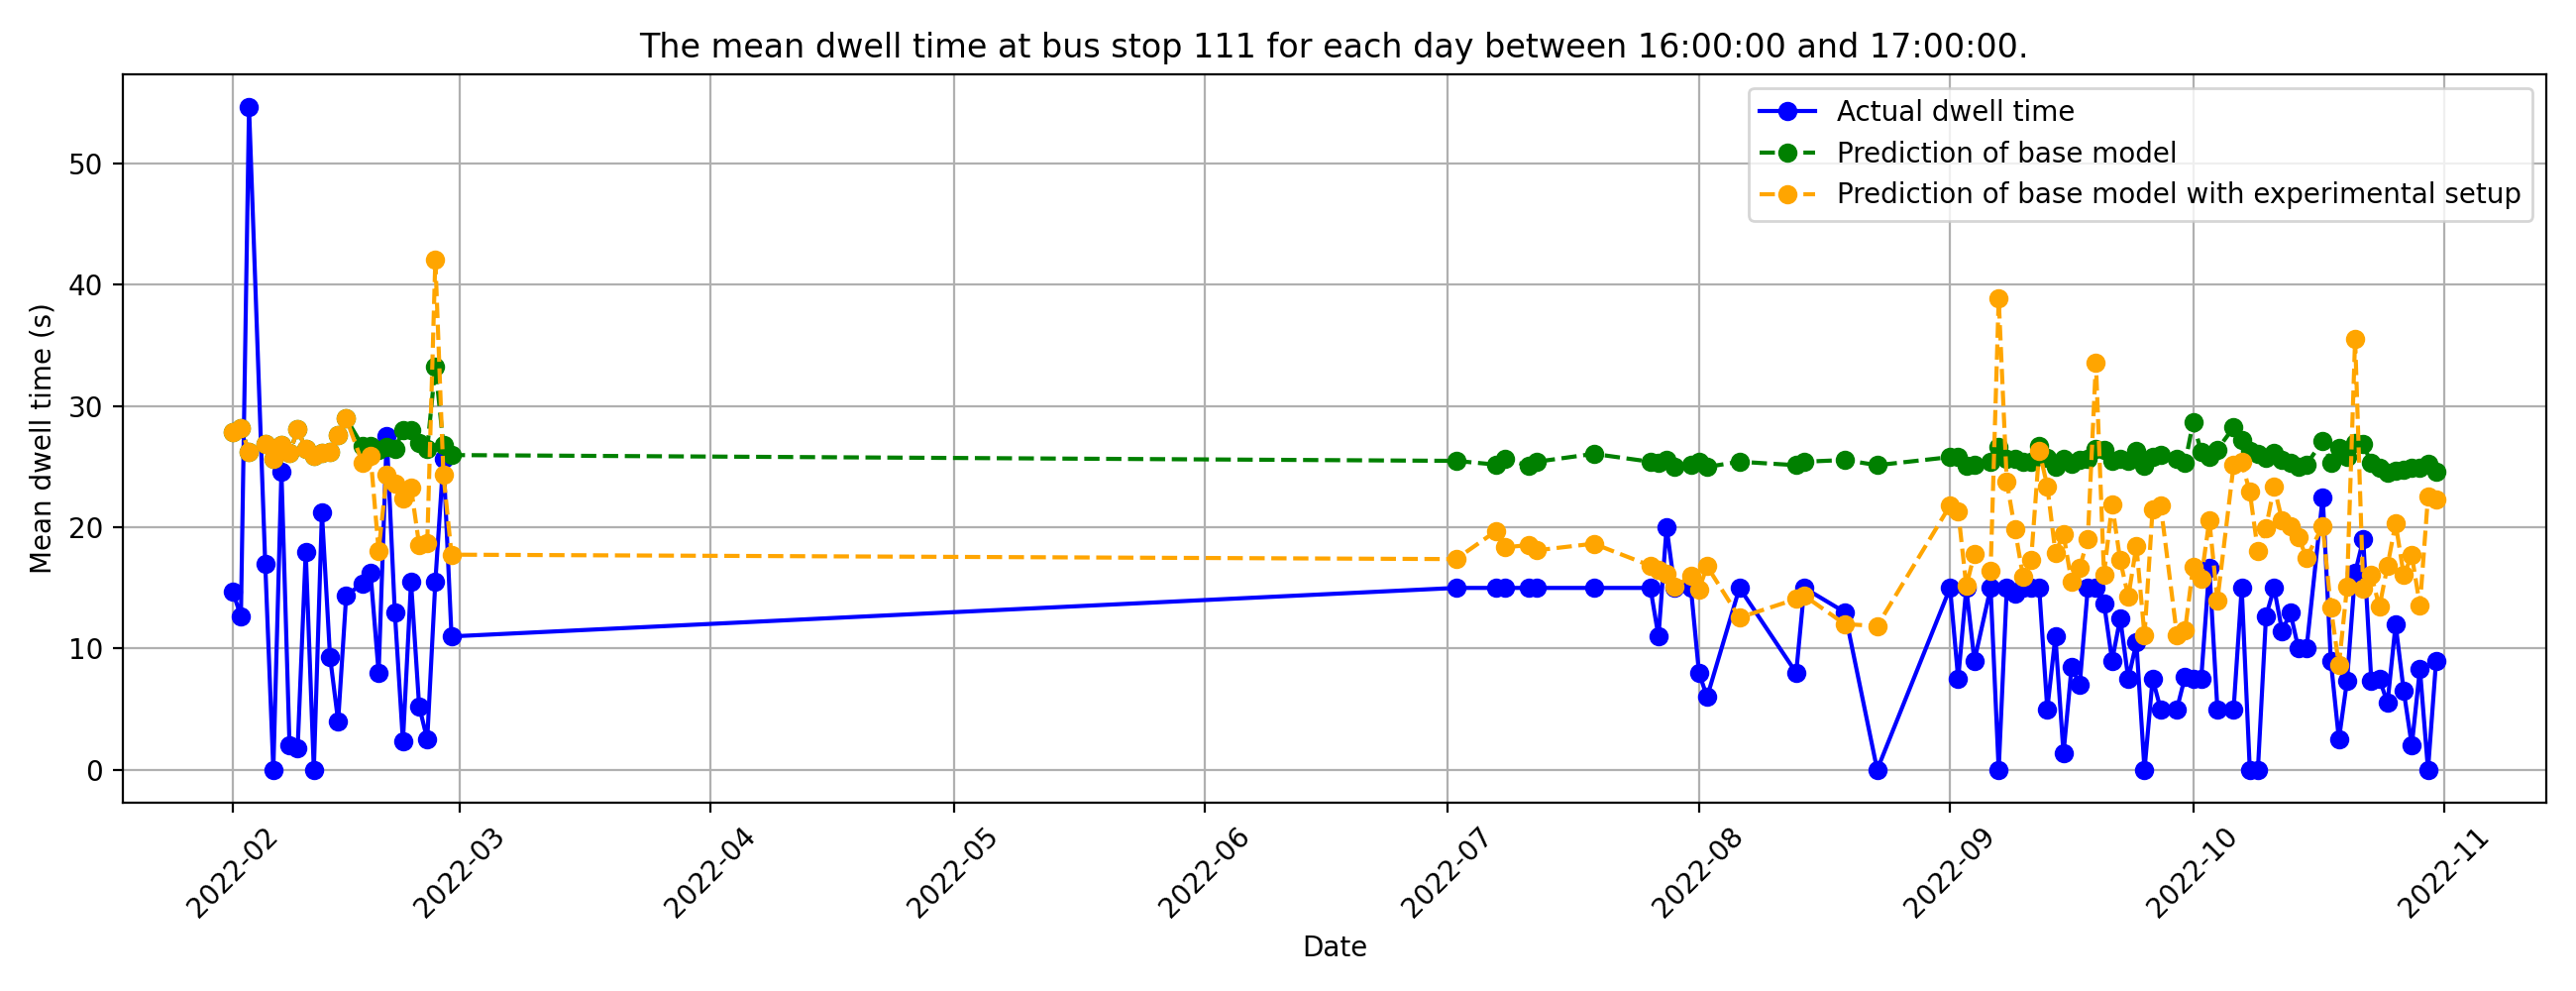 The mean dwell time at bus stop 111 for each day between 16:00:00 and 17:00:00.
Actual dwell time
Prediction of base model
Prediction of base model with experimental setup
Mean dwell time (s)
50
40
30
20
10
0
2022-02
2022-03
2022-04
2022-05
2022-06
2022-07
2022-08
2022-09
2022-10
2022-11
Date